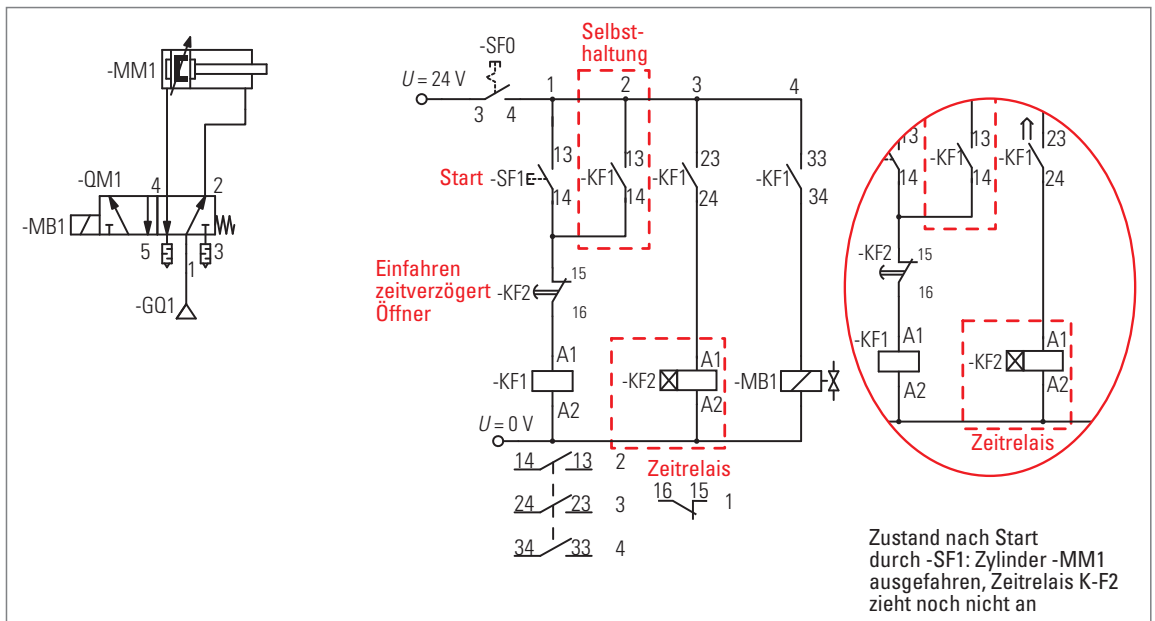 -MM1
-QM1
4
2
-MB1
5
1
3
-GQ1
-SF0
U = 24 V
3
4
Selbst-
haltung
1
2
3
4
Start
-SF1
13
14
-KF1
13
14
-KF1
23
24
-KF1
33
34
Einfahren
zeitverzögert
Öffner
-KF2
15
16
-KF1
A1
A2
-KF2
A1
A2
-MB1
U = 0 V
Zeitrelais
14
13
2
24
23
3
34
33
4
16
15
1
13
14
-KF1
13
14
-KF1
23
24
-KF2
15
16
-KF1
A1
A2
-KF2
A1
A2
Zeitrelais
Zustand nach Start
durch -SF1: Zylinder -MM1
ausgefahren, Zeitrelais K-F2
zieht noch nicht an